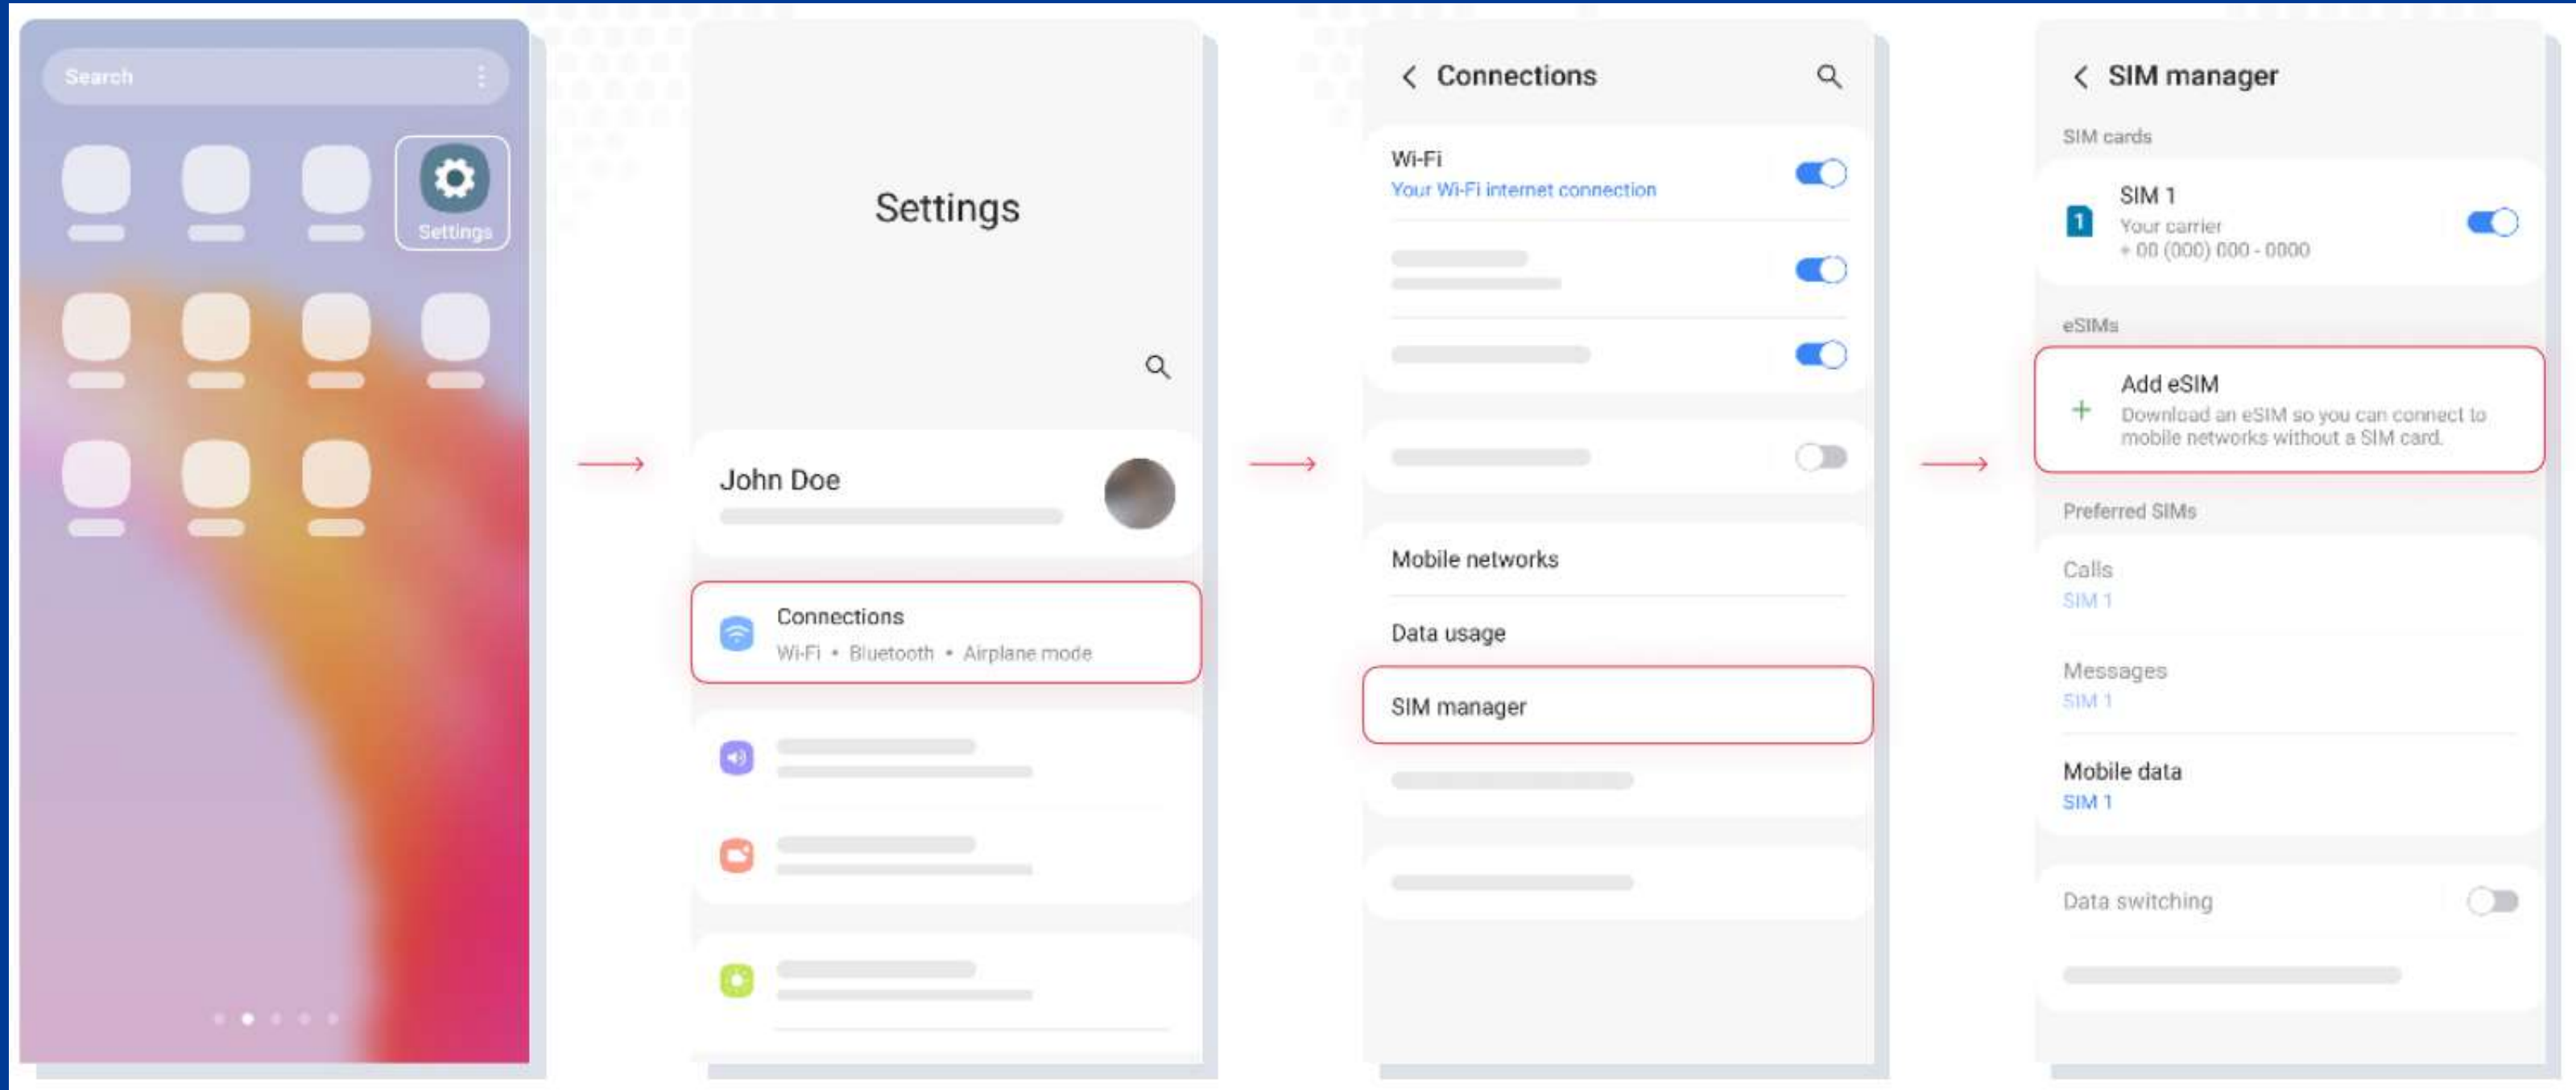 Search
Settings
Settings
John Doe
Connections
Wi-Fi • Bluetooth • Airplane mode
Connections
Wi-Fi
Your Wi-Fi internet connection
Mobile networks
Data usage
SIM manager
SIM manager
SIM cards
1
SIM 1
Your carrier
+ 00 (000) 000 - 0000
eSIMs
Add eSIM
Download an eSIM so you can connect to
mobile networks without a SIM card.
Preferred SIMs
Calls
SIM 1
Messages
SIM 1
Mobile data
SIM 1
Data switching